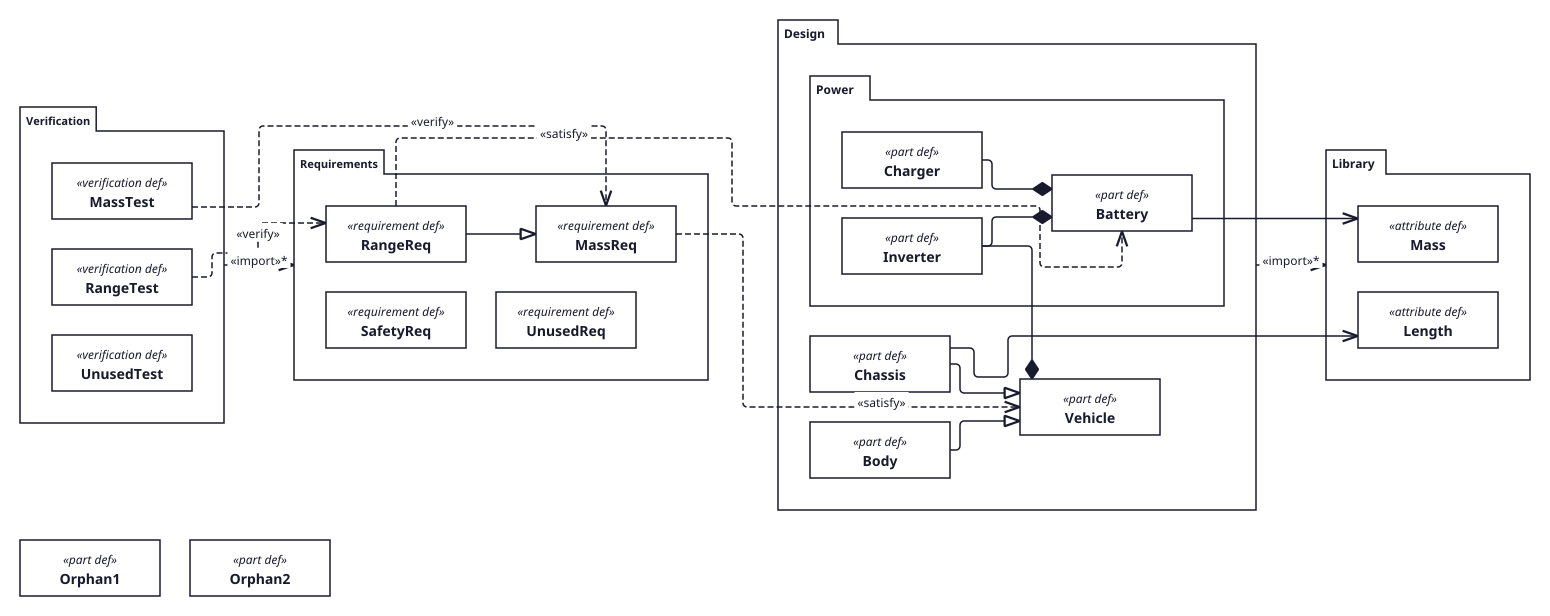 Design
Power
Verification
«verify»
«satisfy»
Requirements
Library
«verification def»
MassTest
«part def»
Charger
«part def»
Battery
«requirement def»
RangeReq
«requirement def»
MassReq
«attribute def»
Mass
«verify»
«import»*
«part def»
Inverter
«import»*
«verification def»
RangeTest
«requirement def»
SafetyReq
«requirement def»
UnusedReq
«attribute def»
Length
«verification def»
UnusedTest
«part def»
Chassis
«satisfy»
«part def»
Vehicle
«part def»
Body
«part def»
Orphan1
«part def»
Orphan2